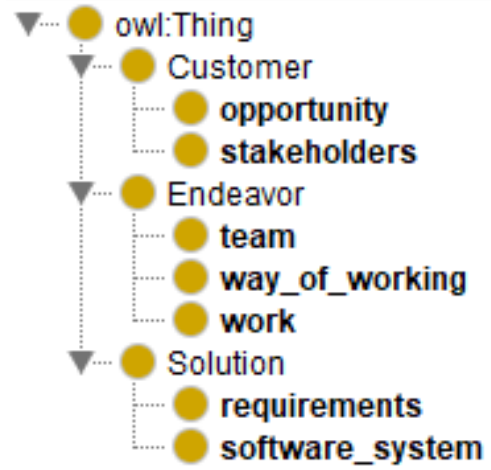 owl:Thing
Customer
opportunity
stakeholders
Endeavor
team
way_of_working
work
Solution
requirements
software_system